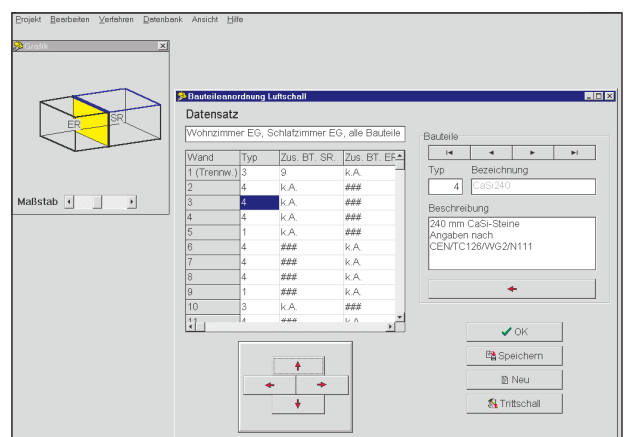 Projekt Bearbeiten Verfahren Datenbank Ansicht Hilfe
Grafik
ER
SR
Maßstab
Bauteileanordnung Luftschall
Datensatz
Wohnzimmer EG, Schlafzimmer EG, alle Bauteile
Wand Typ Zus. BT. SR. Zus. BT. ER
1 (Trennw.) 3 9 k.A.
2 4 k.A. ###
3 4 k.A. ###
4 4 k.A. ###
5 1 k.A. ###
6 4 ### k.A.
7 4 ### k.A.
8 4 ### k.A.
9 1 ### k.A.
10 3 k.A. ###
11 4 ### k.A.
Bauteile
Typ Bezeichnung
4 CaSi240
Beschreibung
240 mm CaSi-Steine
Angaben nach
CEN/TC126/WG2/N111
OK
Speichern
Neu
Trittschall